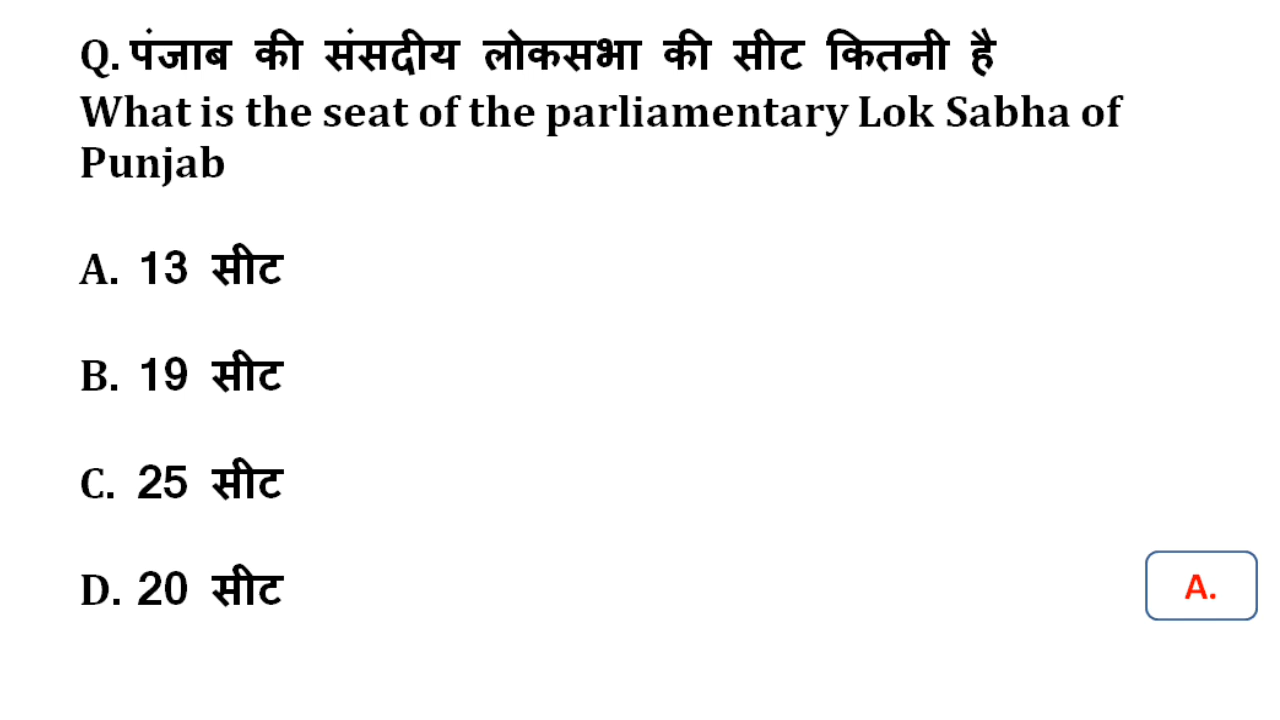 Q. पंजाब की संसदीय लोकसभा की सीट कितनी है
What is the seat of the parliamentary Lok Sabha of
Punjab
A. 13 सीट
B. 19 सीट
C. 25 सीट
D. 20 सीट
A.